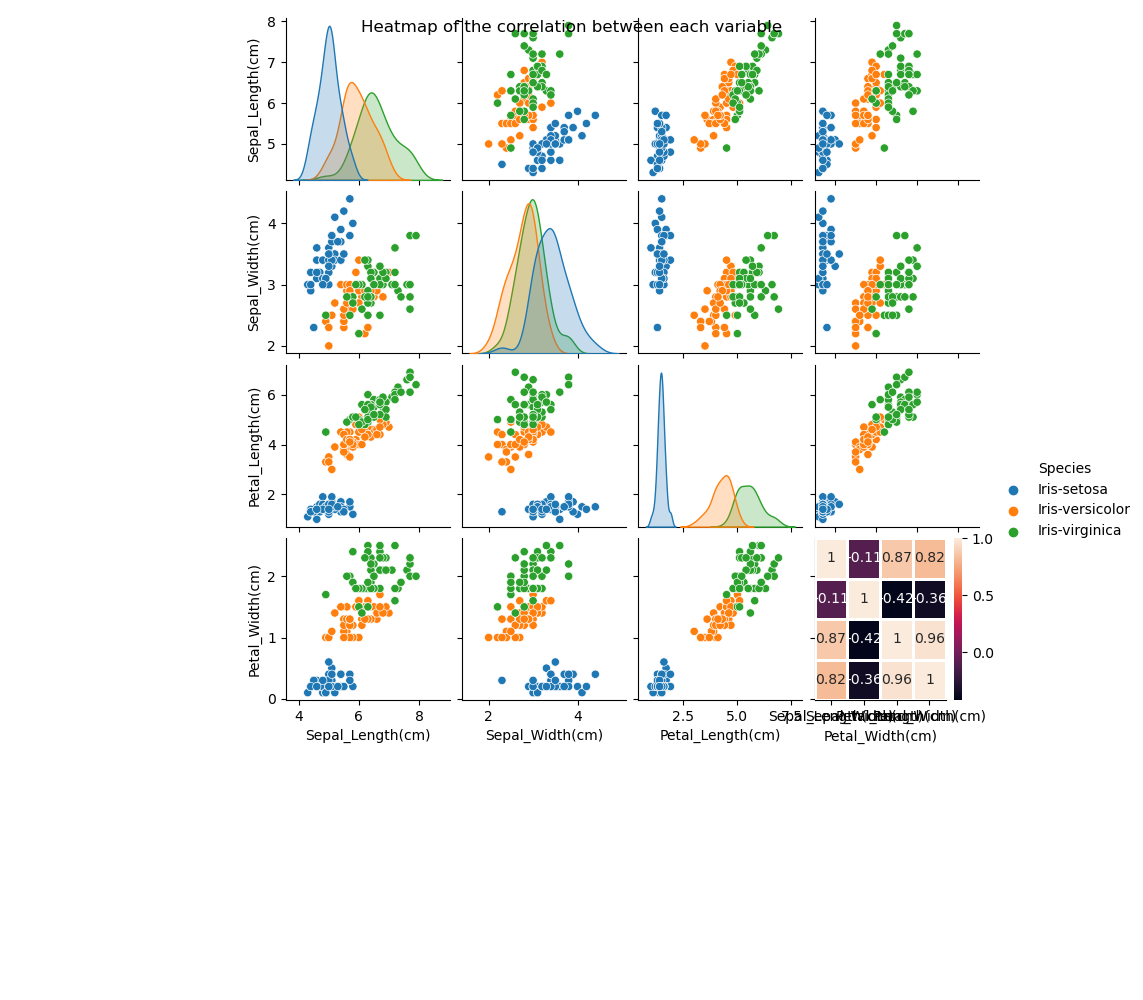 Heatmap of the correlation between each variable
8
7
6
5
Sepal_Length(cm)
4
3
2
Sepal_Width(cm)
6
4
2
Petal_Length(cm)
2
1
0
Petal_Width(cm)
Species
Iris-setosa
Iris-versicolor
Iris-virginica
1 -0.11 0.87 0.82
-0.11 1 -0.42 -0.36
0.87 -0.42 1 0.96
0.82 -0.36 0.96 1
1.0
0.5
0.0
4 6 8
2 4
2.5 5.0 7.5
Sepal_Length(cm)
Sepal_Width(cm)
Petal_Length(cm)
Petal_Width(cm)